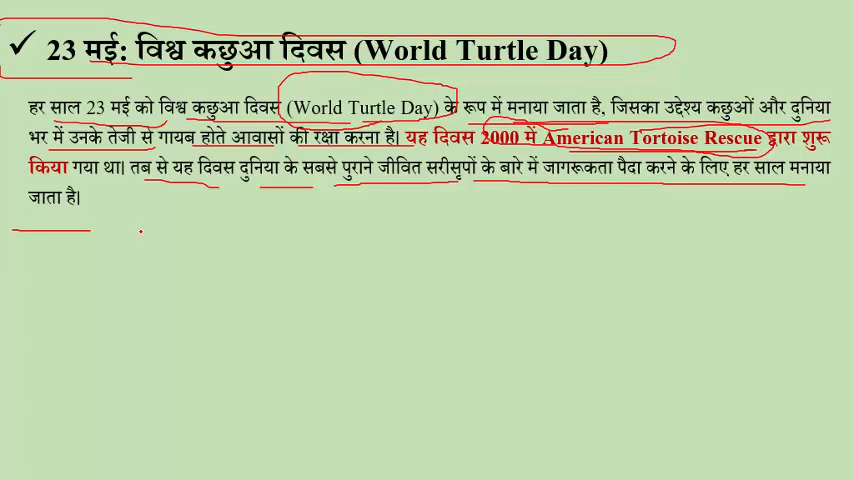 ✓ 23 मई: विश्व कछुआ दिवस (World Turtle Day)
हर साल 23 मई को विश्व कछुआ दिवस (World Turtle Day) के रूप में मनाया जाता है, जिसका उद्देश्य कछुओं और दुनिया
भर में उनके तेजी से गायब होते आवासों की रक्षा करना है। यह दिवस 2000 में American Tortoise Rescue द्वारा शुरू
किया गया था। तब से यह दिवस दुनिया के सबसे पुराने जीवित सरीसृपों के बारे में जागरूकता पैदा करने के लिए हर साल मनाया
जाता है।